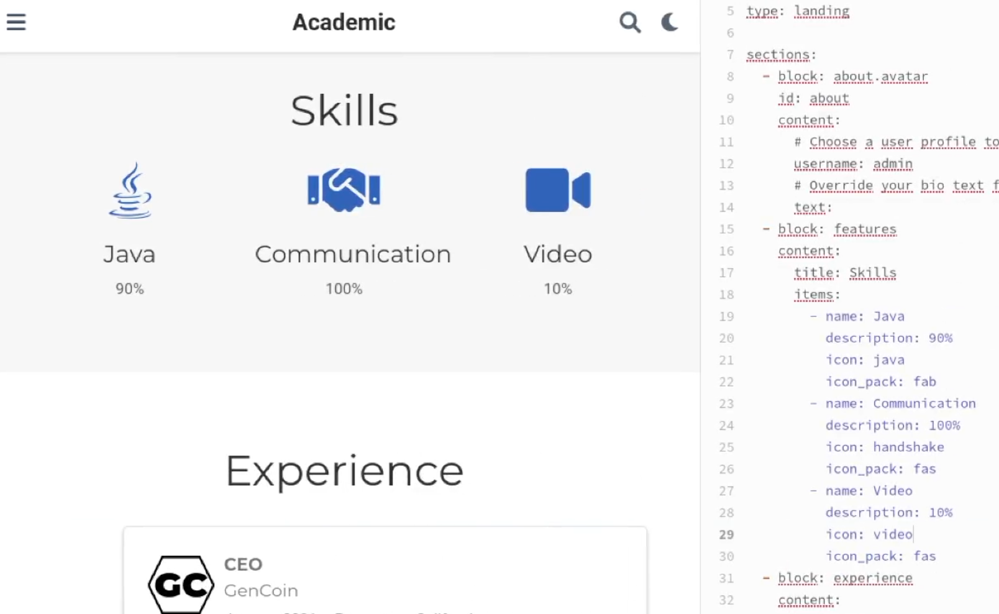 Academic
Skills
Java
Communication
Video
90%
100%
10%
Experience
CEO
GC
GenCoin
5 type: landing
6
7 sections:
8 - block: about.avatar
9 id: about
10 content:
11 # Choose a user profile to
12 username: admin
13 # Override your bio text f
14 text:
15 - block: features
16 content:
17 title: Skills
18 items:
19 - name: Java
20 description: 90%
21 icon: java
22 icon_pack: fab
23 - name: Communication
24 description: 100%
25 icon: handshake
26 icon_pack: fas
27 - name: Video
28 description: 10%
29 icon: video
30 icon_pack: fas
31 - block: experience
32 content: